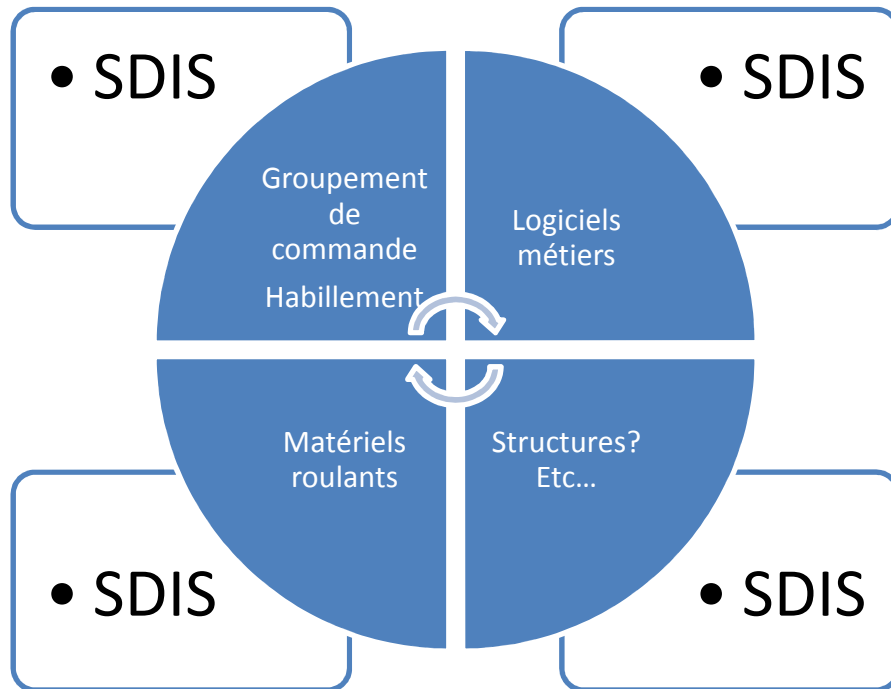 • SDIS
• SDIS
Groupement
de
commande
Habillement
Logiciels
métiers
Matériels
roulants
Structures?
Etc…
• SDIS
• SDIS